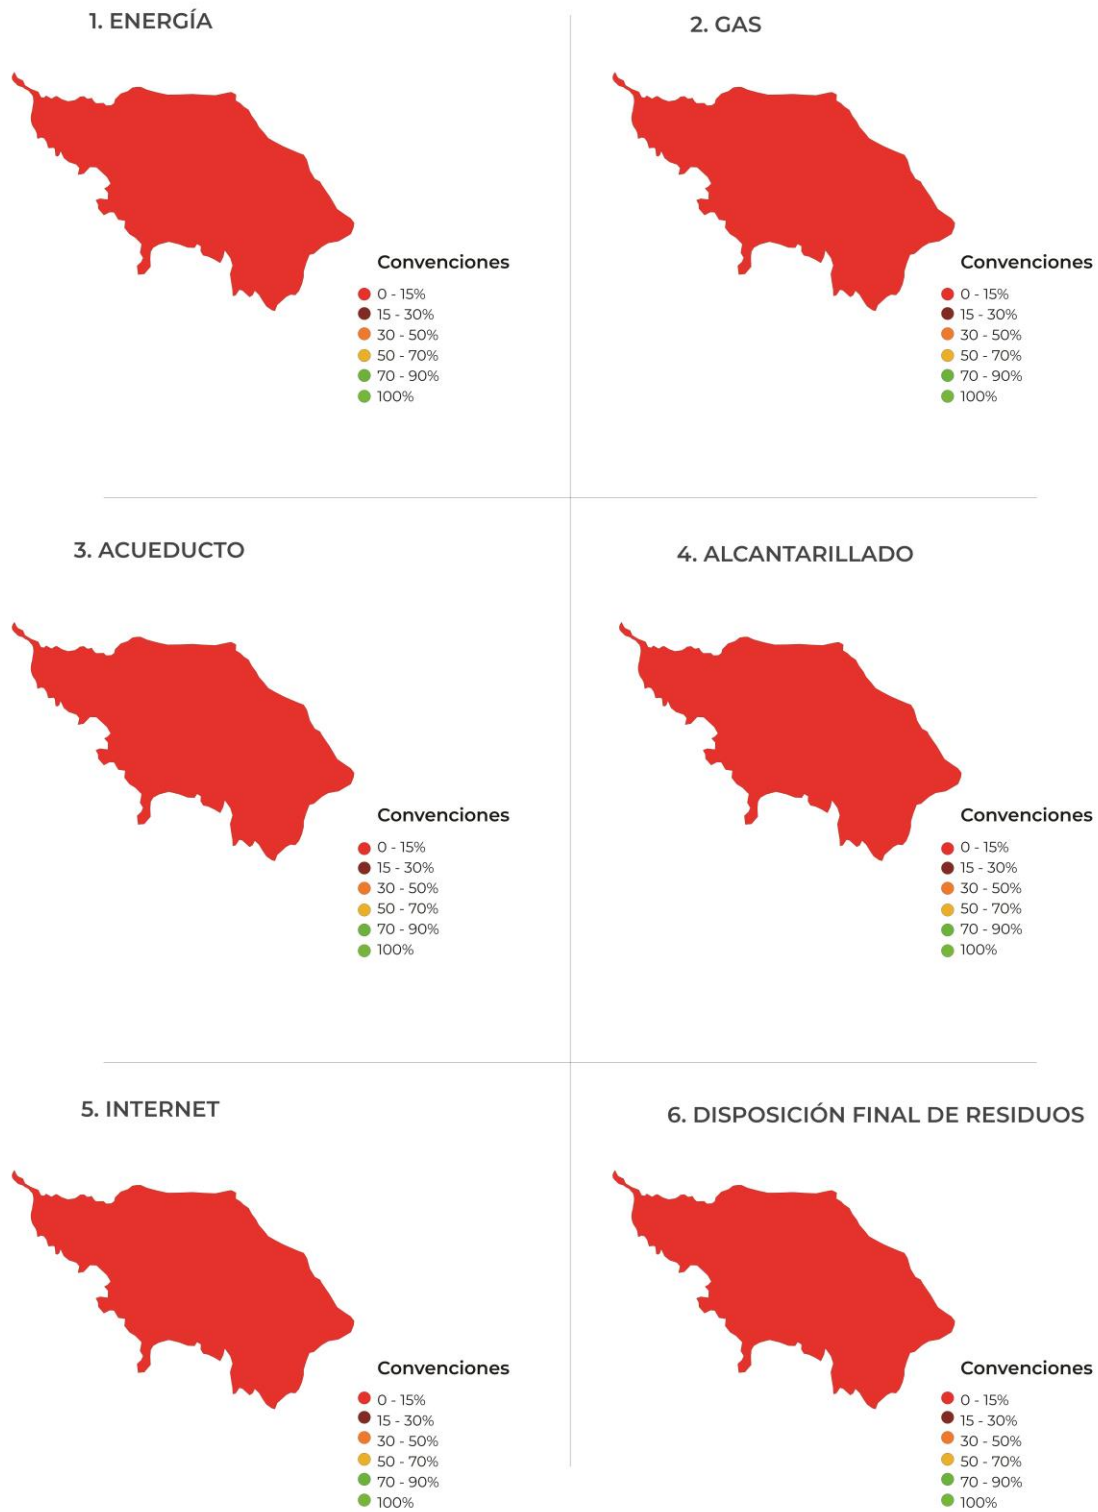 1. ENERGÍA
Convenciones
0 - 15%
15 - 30%
30 - 50%
50 - 70%
70 - 90%
100%
2. GAS
Convenciones
0 - 15%
15 - 30%
30 - 50%
50 - 70%
70 - 90%
100%
3. ACUEDUCTO
Convenciones
0 - 15%
15 - 30%
30 - 50%
50 - 70%
70 - 90%
100%
4. ALCANTARILLADO
Convenciones
0 - 15%
15 - 30%
30 - 50%
50 - 70%
70 - 90%
100%
5. INTERNET
Convenciones
0 - 15%
15 - 30%
30 - 50%
50 - 70%
70 - 90%
100%
6. DISPOSICIÓN FINAL DE RESIDUOS
Convenciones
0 - 15%
15 - 30%
30 - 50%
50 - 70%
70 - 90%
100%